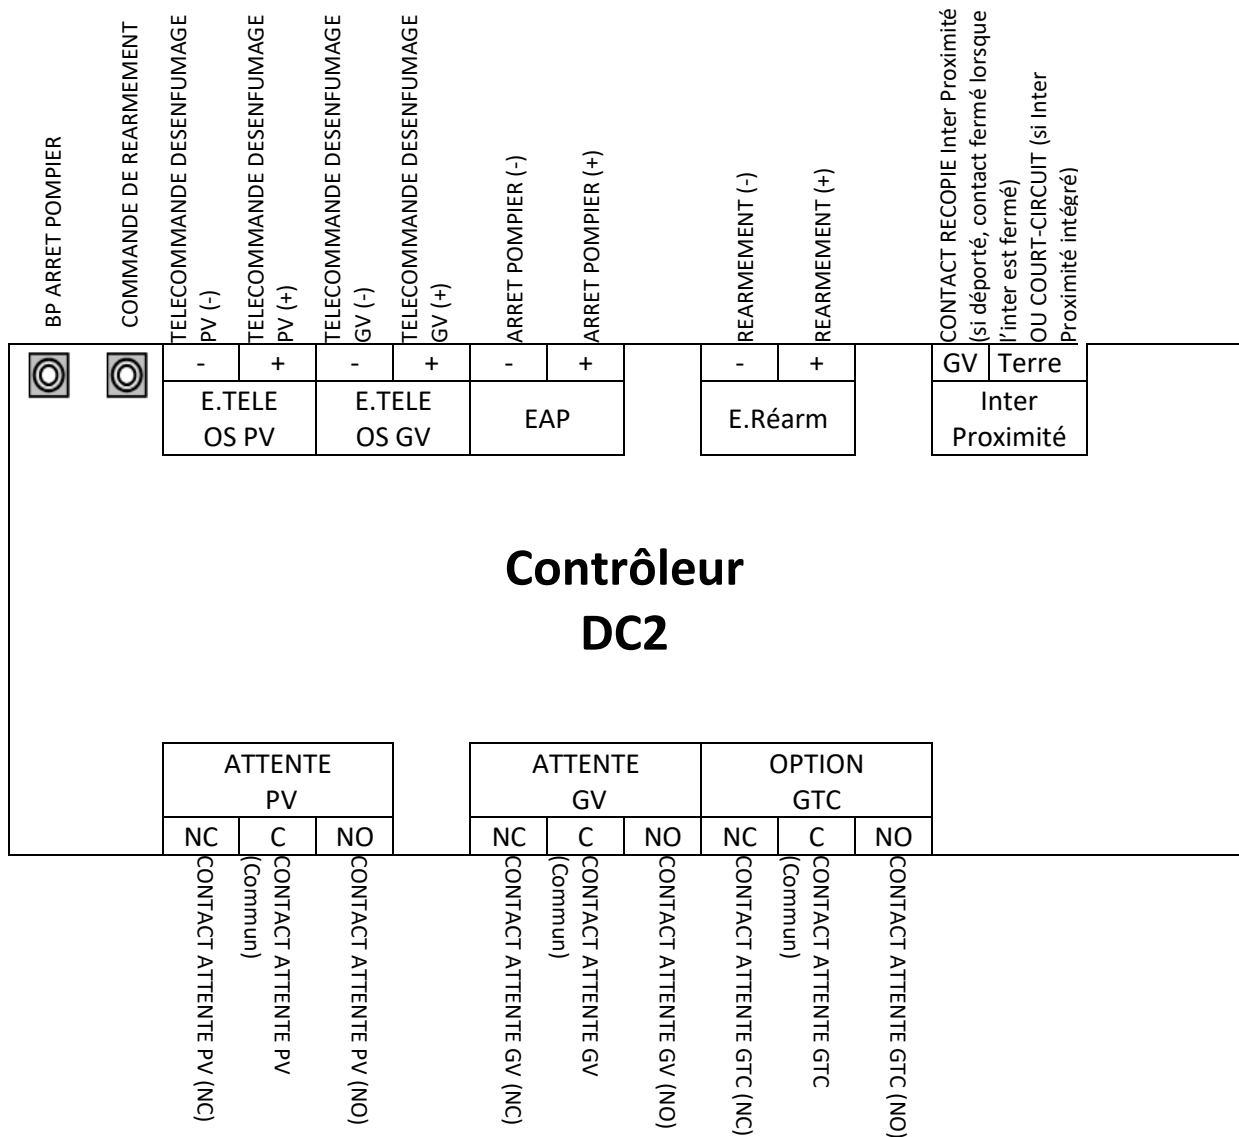 BP ARRET POMPIER
COMMANDE DE REARMEMENT
TELECOMMANDE DESENFUMAGE
PV (-)
TELECOMMANDE DESENFUMAGE
PV (+)
TELECOMMANDE DESENFUMAGE
GV (-)
TELECOMMANDE DESENFUMAGE
GV (+)
ARRET POMPIER (-)
ARRET POMPIER (+)
REARMEMENT (-)
REARMEMENT (+)
CONTACT RECOPIE Inter Proximité
(si déporté, contact fermé lorsque
l’inter est fermé)
OU COURT-CIRCUIT (si Inter
Proximité intégré)
- + - + - + - + GV Terre
E.TELE
OS PV
E.TELE
OS GV
EAP
E.Réarm
Inter
Proximité
Contrôleur
DC2
ATTENTE
PV
ATTENTE
GV
OPTION
GTC
NC C NO NC C NO NC C NO
CONTACT ATTENTE PV (NC)
CONTACT ATTENTE PV
(Commun)
CONTACT ATTENTE PV (NO)
CONTACT ATTENTE GV (NC)
CONTACT ATTENTE GV
(Commun)
CONTACT ATTENTE GV (NO)
CONTACT ATTENTE GTC (NC)
CONTACT ATTENTE GTC
(Commun)
CONTACT ATTENTE GTC (NO)